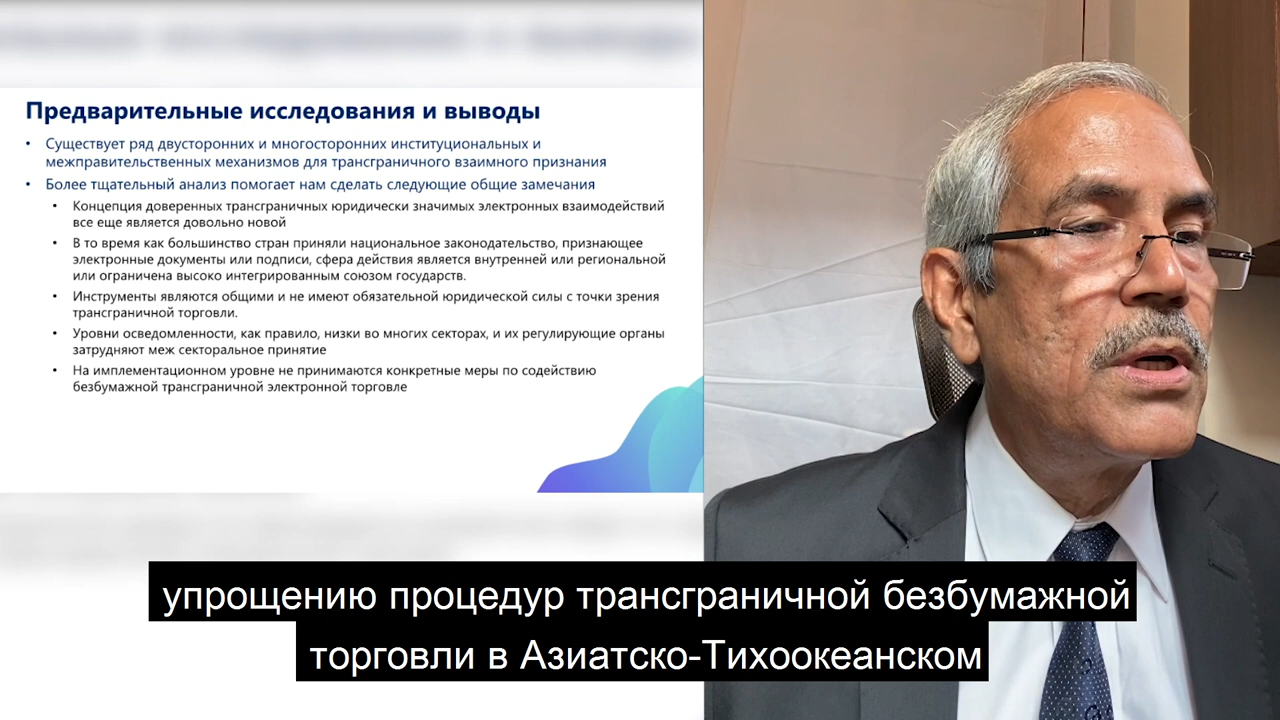 Предварительные исследования и выводы
• Существует ряд двусторонних и многосторонних институциональных и
межправительственных механизмов для трансграничного взаимного признания
• Более тщательный анализ помогает нам сделать следующие общие замечания
• Концепция доверенных трансграничных юридически значимых электронных взаимодействий
все еще является довольно новой
• В то время как большинство стран приняли национальное законодательство, признающее
электронные документы или подписи, сфера действия является внутренней или региональной
или ограничена высоко интегрированным союзом государств.
• Инструменты являются общими и не имеют обязательной юридической силы с точки зрения
трансграничной торговли.
• Уровни осведомленности, как правило, низки во многих секторах, и их регулирующие органы
затрудняют меж секторальное принятие
• На имплементационном уровне не принимаются конкретные меры по содействию
безбумажной трансграничной электронной торговле
упрощению процедур трансграничной безбумажной
торговли в Азиатско-Тихоокеанском